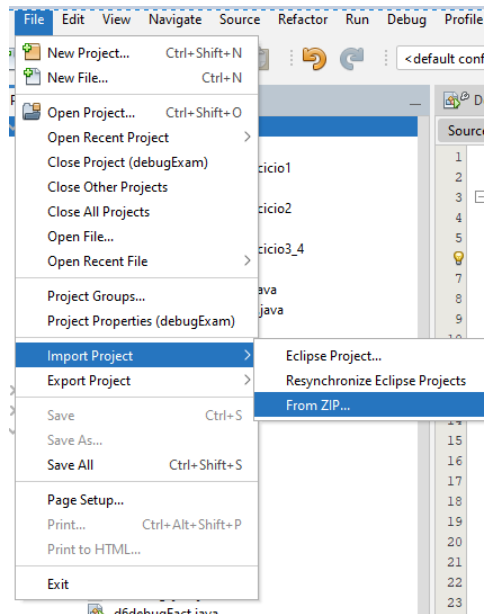 File Edit View Navigate Source Refactor Run Debug Profile
New Project... Ctrl+Shift+N
New File... Ctrl+N
<default conf
Open Project... Ctrl+Shift+O
Open Recent Project
Close Project (debugExam)
Close Other Projects
Close All Projects
Open File...
Open Recent File
Project Groups...
Project Properties (debugExam)
Import Project
Export Project
Save Ctrl+S
Save As...
Save All Ctrl+Shift+S
Page Setup...
Print... Ctrl+Alt+Shift+P
Print to HTML...
Exit
Eclipse Project...
Resynchronize Eclipse Projects
From ZIP...
cicio1
cicio2
cicio3_4
ava
java
d6debugFact.java
D
Source
1
2
3
4
5
7
8
9
15
16
17
18
19
20
21
22
23